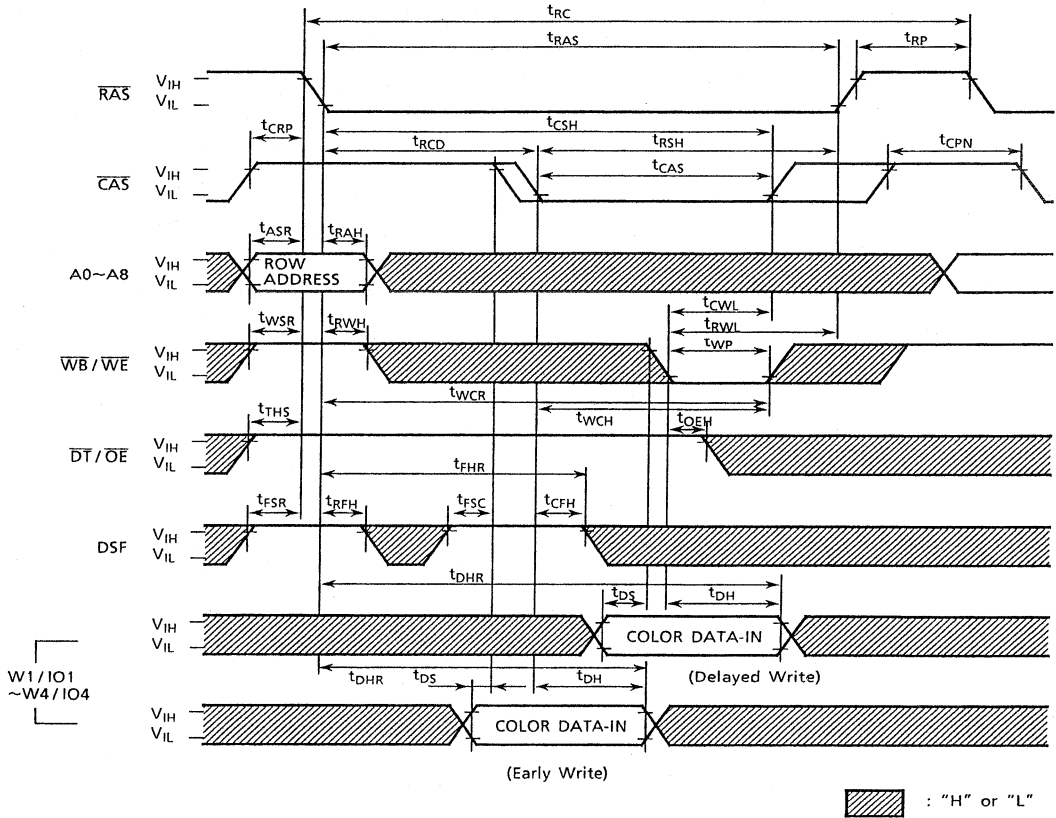 tRC
tRAS
tRP
RAS
VIH
VIL
tCRP
tCSH
tRCD
tRSH
tCPN
CAS
VIH
VIL
tCAS
tASR
tRAH
A0~A8
VIH
VIL
ROW
ADDRESS
tCWL
tRWL
tWSR
tRWH
tWP
WB/WE
VIH
VIL
tWCR
tWCH
tOEH
tTHS
DT/OE
VIH
VIL
tFHR
tFSR
tRFH
tFSC
tCFH
DSF
VIH
VIL
tDHR
tDS
tDH
VIH
VIL
COLOR DATA-IN
(Delayed Write)
W1/IO1
~W4/IO4
tDHR
tDS
tDH
VIH
VIL
COLOR DATA-IN
(Early Write)
: "H" or "L"